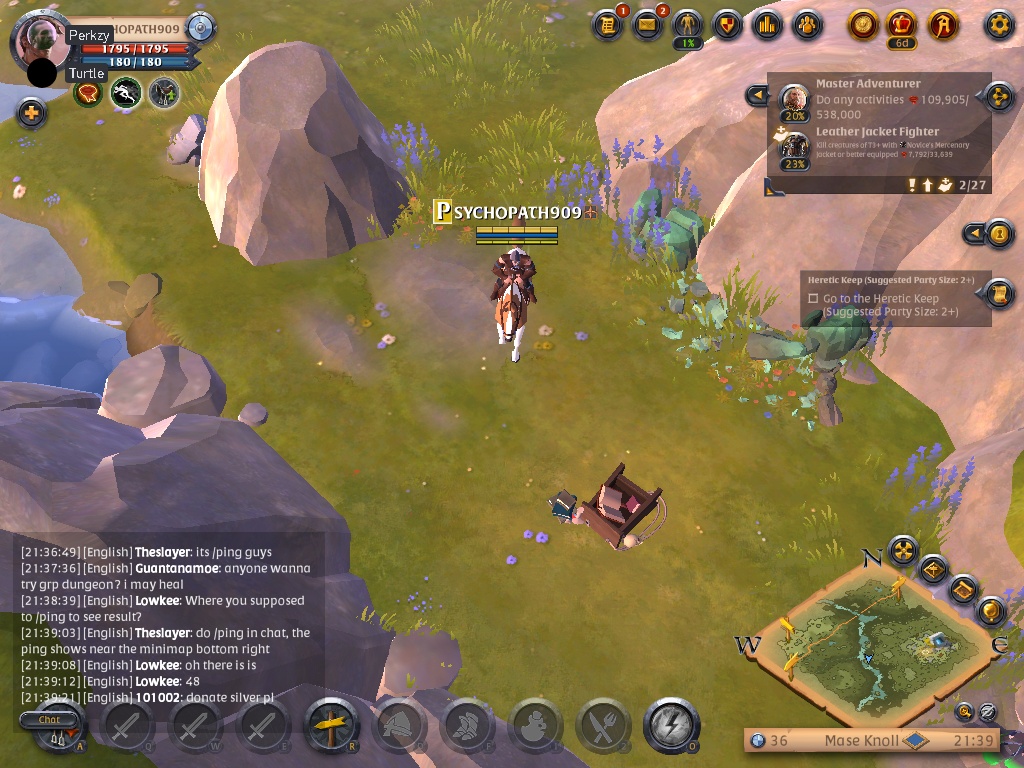 Perkzy
CHOPATH909
1795 / 1795
180 / 180
Turtle
1
2
1%
6d
Master Adventurer
Do any activities 109,905/
538,000
20%
Leather Jacket Fighter
Kill creatures of T3+ with Novice's Mercenary
Jacket or better equipped 7,792/33,639
23%
2/27
PSYCHOPATH909
Heretic Keep (Suggested Party Size: 2+)
Go to the Heretic Keep
(Suggested Party Size: 2+)
[21:36:49] [English] Theslayer: its /ping guys
[21:37:36] [English] Guantanamoe: anyone wanna
try grp dungeon? i may heal
[21:38:39] [English] Lowkee: Where you supposed
to /ping to see result?
[21:39:03] [English] Theslayer: do /ping in chat, the
ping shows near the minimap bottom right
[21:39:08] [English] Lowkee: oh there is is
[21:39:12] [English] Lowkee: 48
[21:39:21] [English] 101002: donate silver pl
Chat
A
Q
W
E
R
F
2
O
N
W
E
36 Mase Knoll 21:39